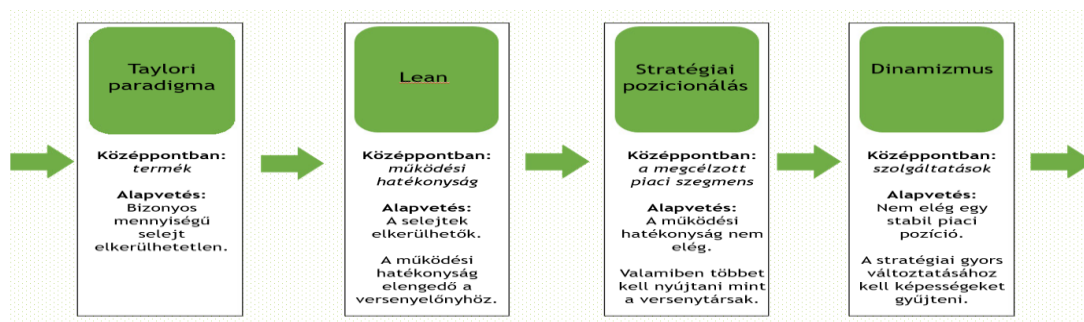 Taylori
paradigma
Középpontban:
termék
Alapvetés:
Bizonyos
mennyiségű
selejt
elkerülhetetlen.
Lean
Középpontban:
működési
hatékonyság
Alapvetés:
A selejtek
elkerülhetők.
A működési
hatékonyság
elengedő a
versenyelőnyhöz.
Stratégiai
pozicionálás
Középpontban:
a megcélzott
piaci szegmens
Alapvetés:
A működési
hatékonyság nem
elég.
Valamiben többet
kell nyújtani mint
a versenytársak.
Dinamizmus
Középpontban:
szolgáltatások
Alapvetés:
Nem elég egy
stabil piaci
pozíció.
A stratégiai gyors
változtatásához
kell képességeket
gyűjteni.